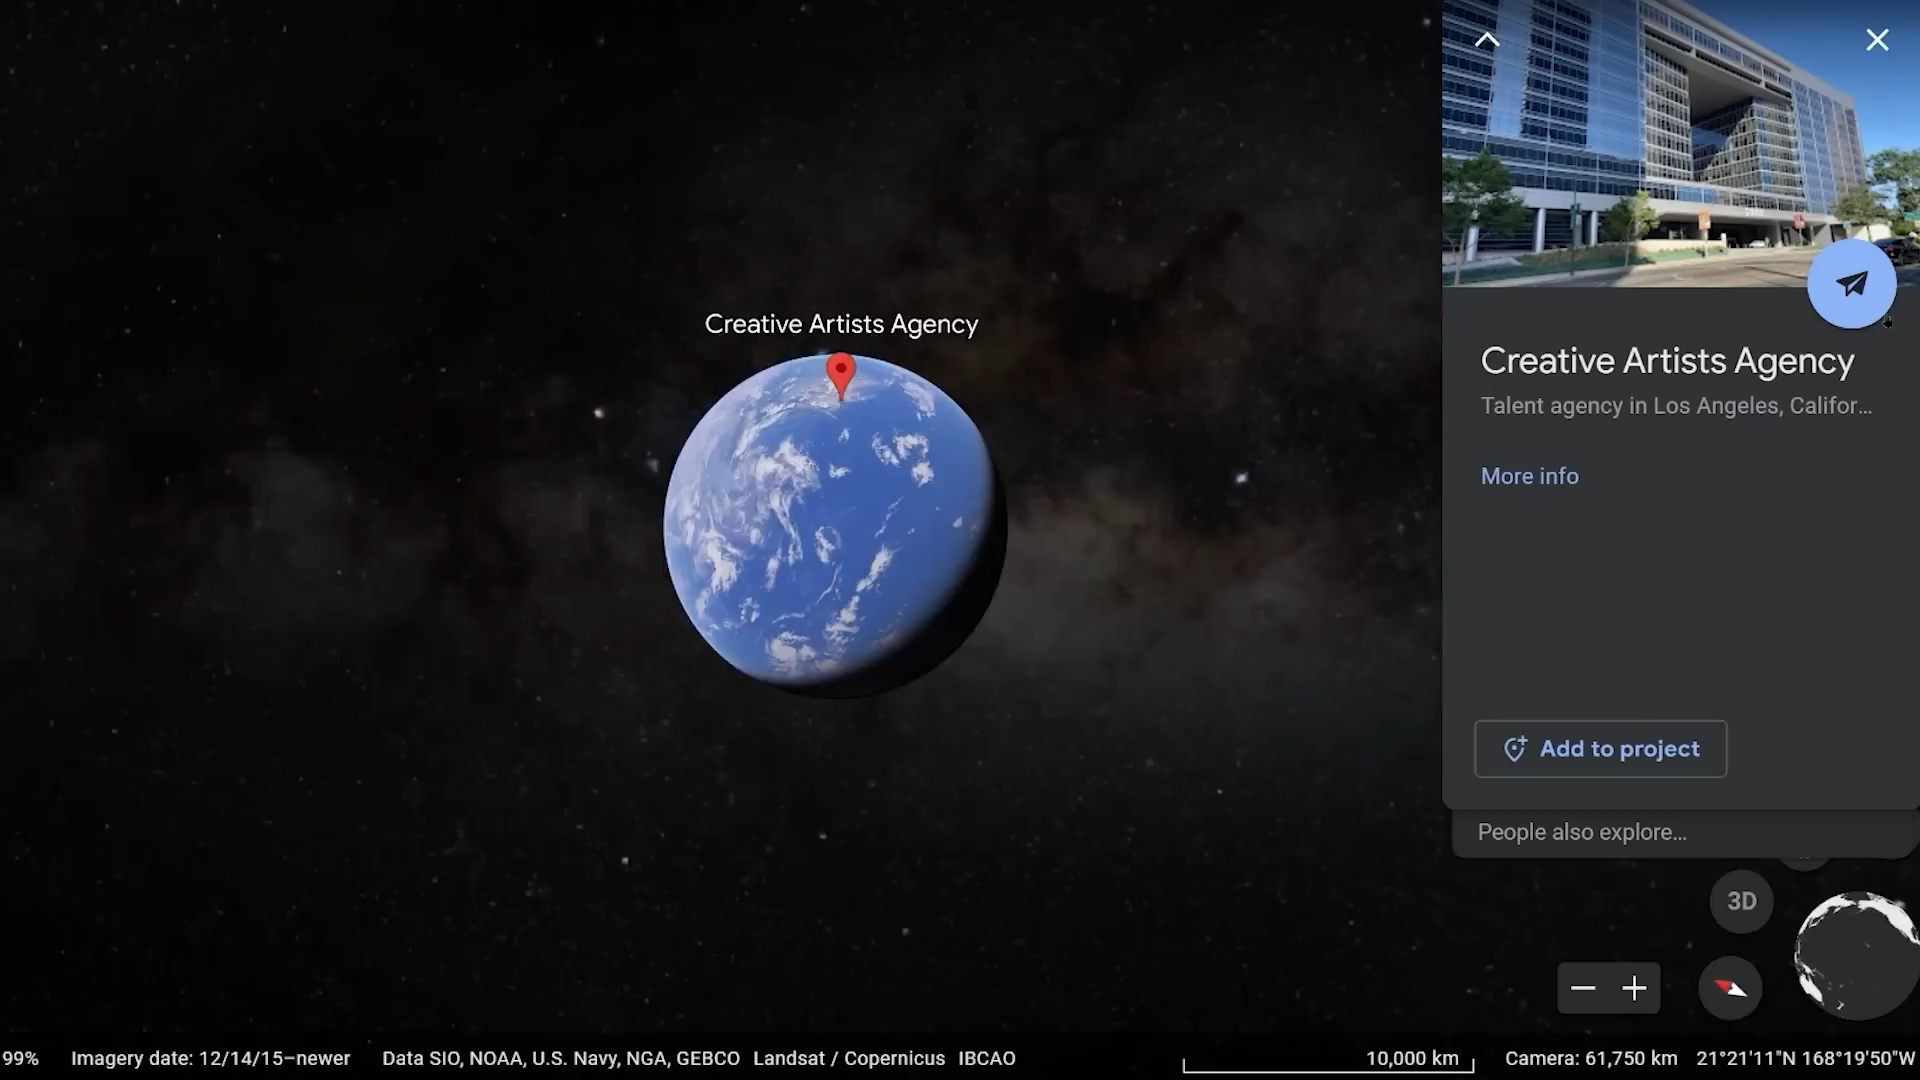 Creative Artists Agency
Creative Artists Agency
Talent agency in Los Angeles, Califor...
More info
Add to project
People also explore...
3D
99% Imagery date: 12/14/15–newer Data SIO, NOAA, U.S. Navy, NGA, GEBCO Landsat / Copernicus IBCAO 10,000 km Camera: 61,750 km 21°21'11"N 168°19'50"W